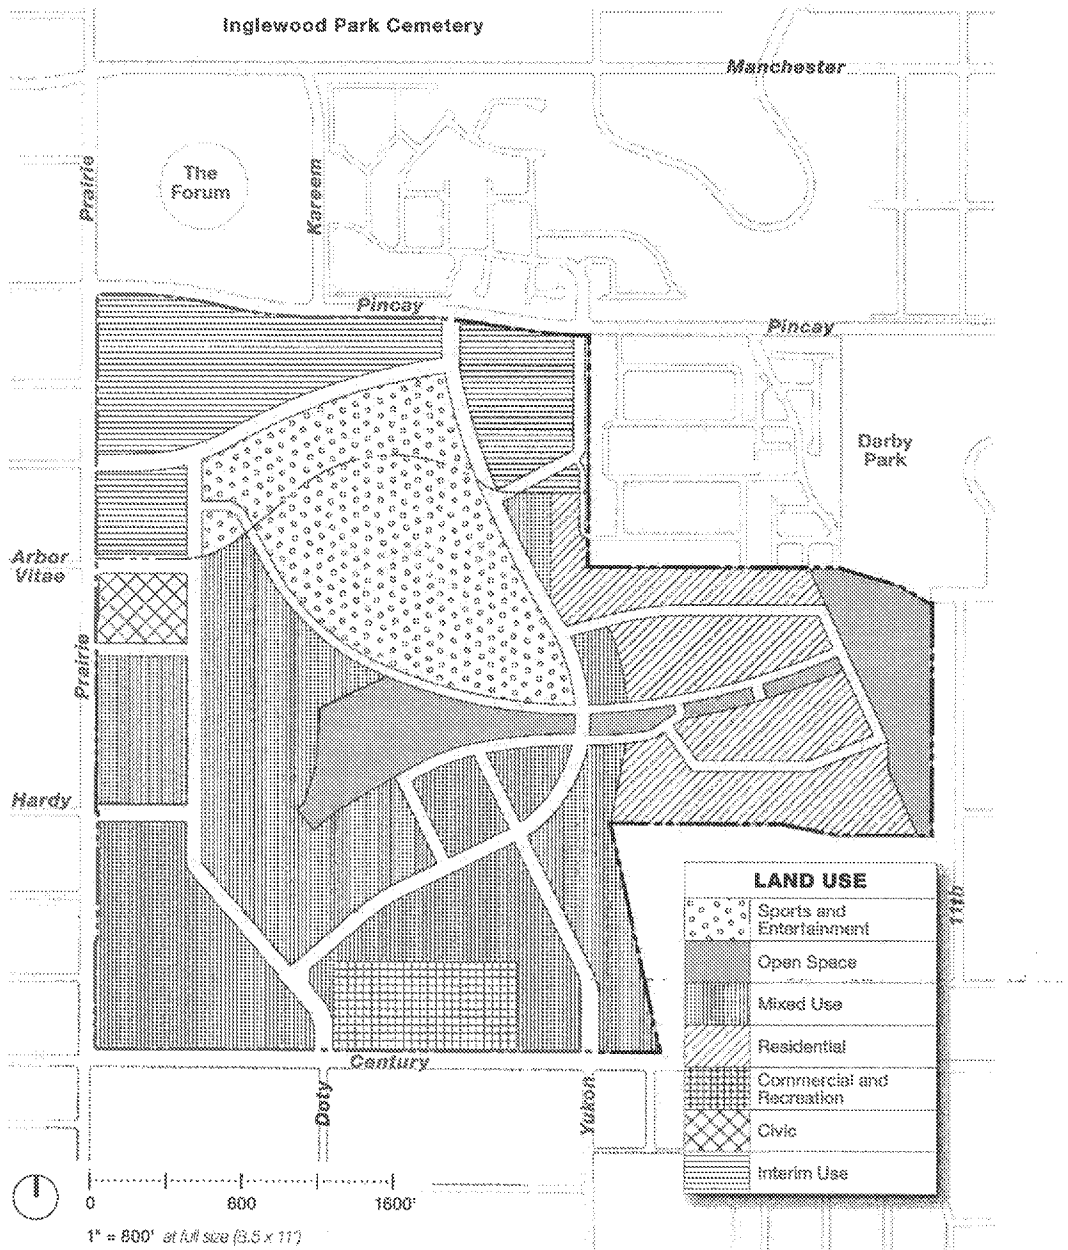 Inglewood Park Cemetery
Manchester
Prairie
The
Forum
Kareem
Pincay
Pincay
Darby
Park
Arbor
Vitae
Prairie
Hardy
LAND USE
Sports and
Entertainment
Open Space
Mixed Use
Residential
Commercial and
Recreation
Civic
Interim Use
11th
Century
Doty
Yukon
0 800 1600'
1" = 800' at full size (8.5 x 11")